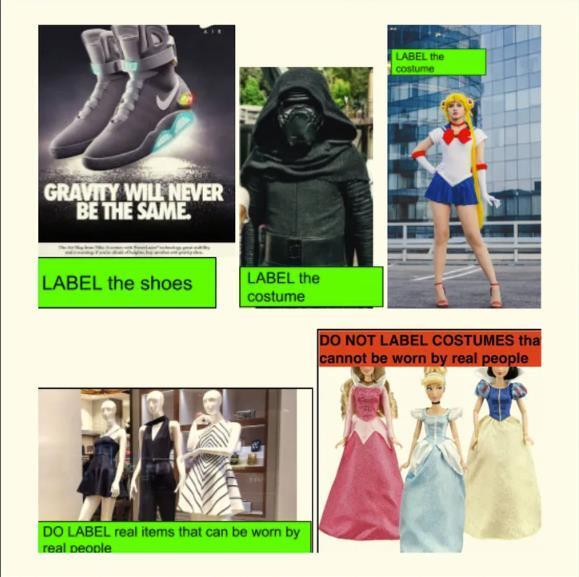 AIR
GRAVITY WILL NEVER
BE THE SAME.
LABEL the shoes
LABEL the
costume
LABEL the
costume
DO LABEL real items that can be worn by
real people
DO NOT LABEL COSTUMES tha
cannot be worn by real people